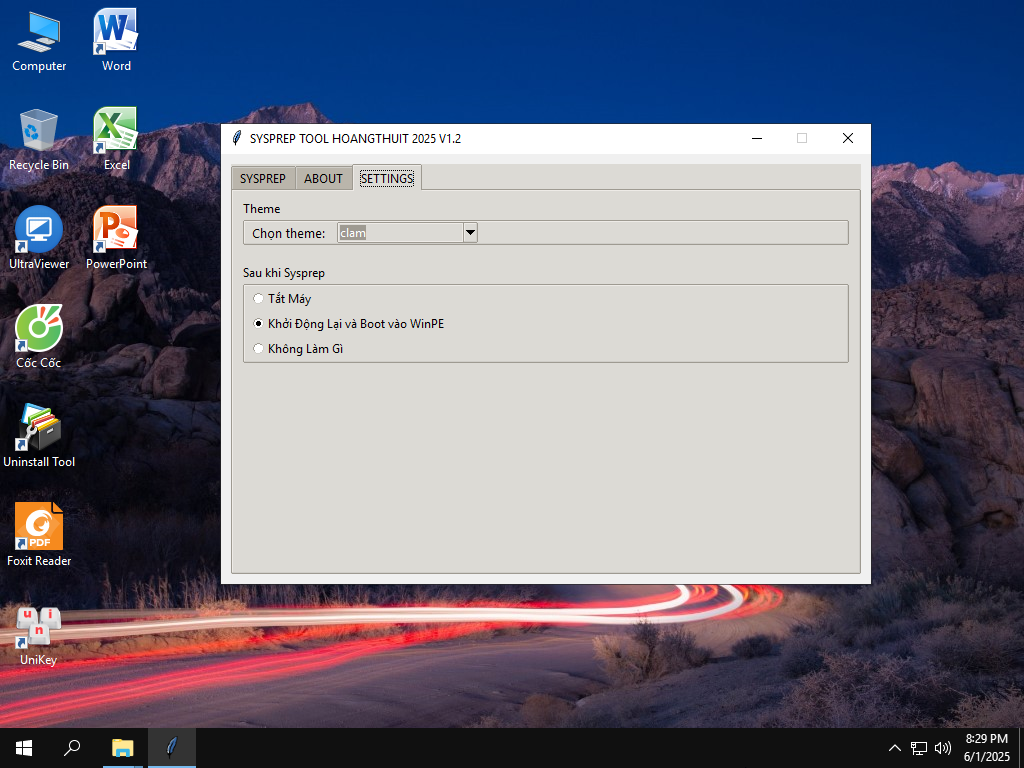 Computer
Word
Recycle Bin
Excel
UltraViewer
PowerPoint
Cốc Cốc
Uninstall Tool
PDF
Foxit Reader
u i
n
UniKey
SYSPREP TOOL HOANGTHUIT 2025 V1.2
SYSPREP ABOUT SETTINGS
Theme
Chọn theme: clam
Sau khi Sysprep
Tắt Máy
Khởi Động Lại và Boot vào WinPE
Không Làm Gì
8:29 PM
6/1/2025